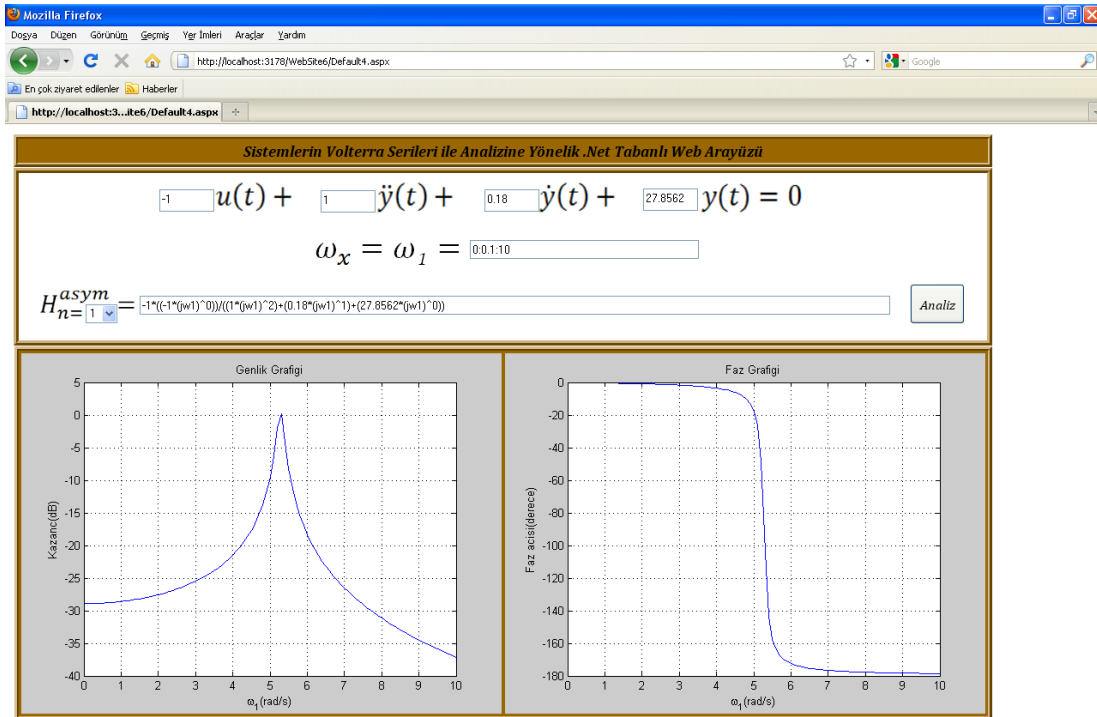 Mozilla Firefox
Dosya Düzen Görünüm Geçmiş Yer İmleri Araçlar Yardım
http://localhost:3178/WebSite6/Default4.aspx
Google
En çok ziyaret edilenler Haberler
http://localhost:3...ite6/Default4.aspx
Sistemlerin Volterra Serileri ile Analizine Yönelik .Net Tabanlı Web Arayüzü
-1 u(t) + 1 ÿ(t) + 0.18 ẏ(t) + 27.8562 y(t) = 0
ωx = ω1 = 0:0.1:10
H asym n= 1 = -1*((-1*(jw1)^0))/((1*(jw1)^2)+(0.18*(jw1)^1)+(27.8562*(jw1)^0))
Analiz
Genlik Grafigi
Kazanc(dB)
5
0
-5
-10
-15
-20
-25
-30
-35
-40
0 1 2 3 4 5 6 7 8 9 10
ω1(rad/s)
Faz Grafigi
Faz acisi(derece)
0
-20
-40
-60
-80
-100
-120
-140
-160
-180
0 1 2 3 4 5 6 7 8 9 10
ω1(rad/s)